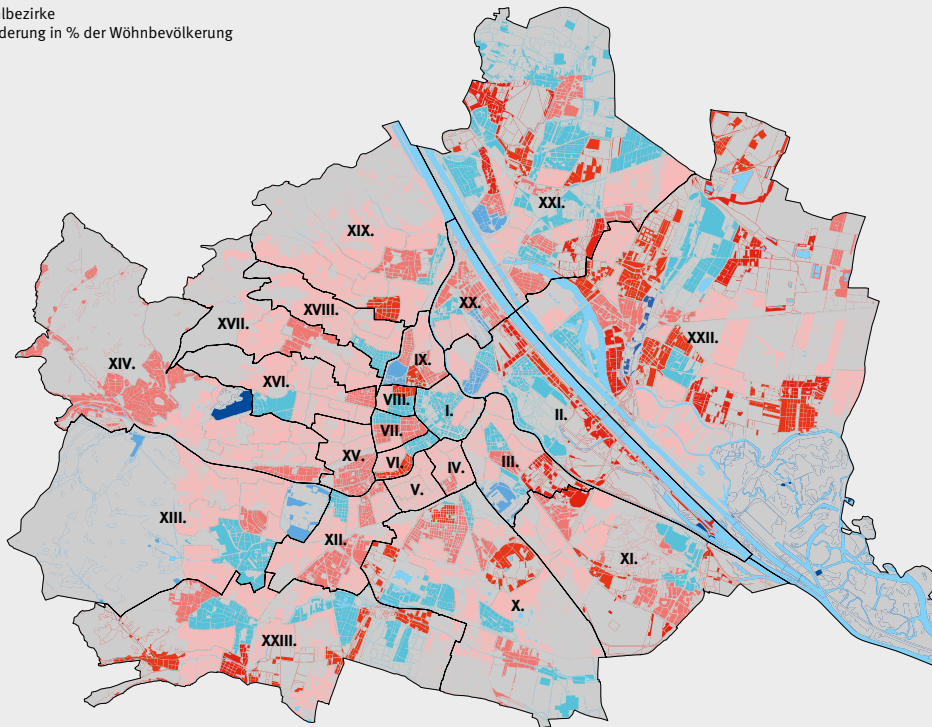 lbezirke
derung in % der Wöhnbevölkerung
XXI.
XIX.
XX.
XVIII.
XVII.
XXII.
IX.
XIV.
XVI.
VIII.
I.
II.
VII.
XV.
VI.
IV.
III.
V.
XIII.
XII.
XI.
X.
XXIII.